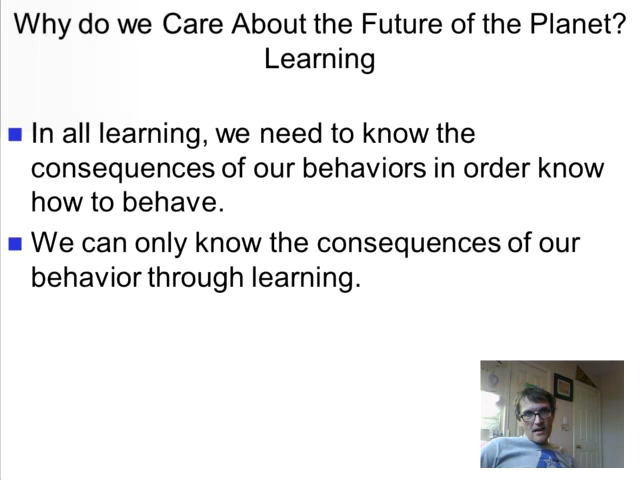 Why do we Care About the Future of the Planet?
Learning
In all learning, we need to know the
consequences of our behaviors in order know
how to behave.
We can only know the consequences of our
behavior through learning.